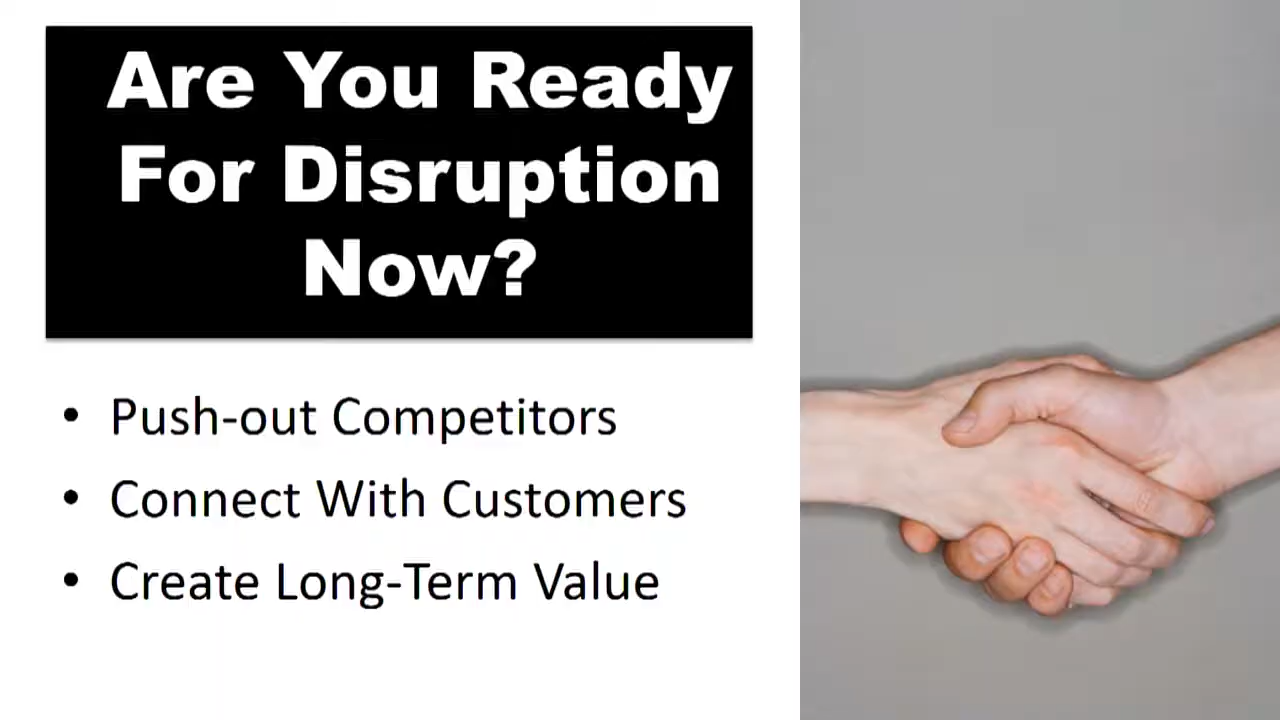 Are You Ready
For Disruption
Now?
• Push-out Competitors
• Connect With Customers
• Create Long-Term Value